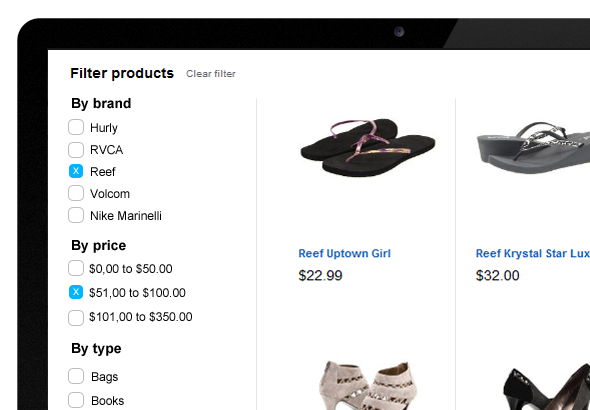 Filter products Clear filter
By brand
Hurly
RVCA
X Reef
Volcom
Nike Marinelli
By price
$0,00 to $50.00
X $51,00 to $100.00
$101,00 to $350.00
By type
Bags
Books
Reef Uptown Girl
$22.99
Reef Krystal Star Lux
$32.00